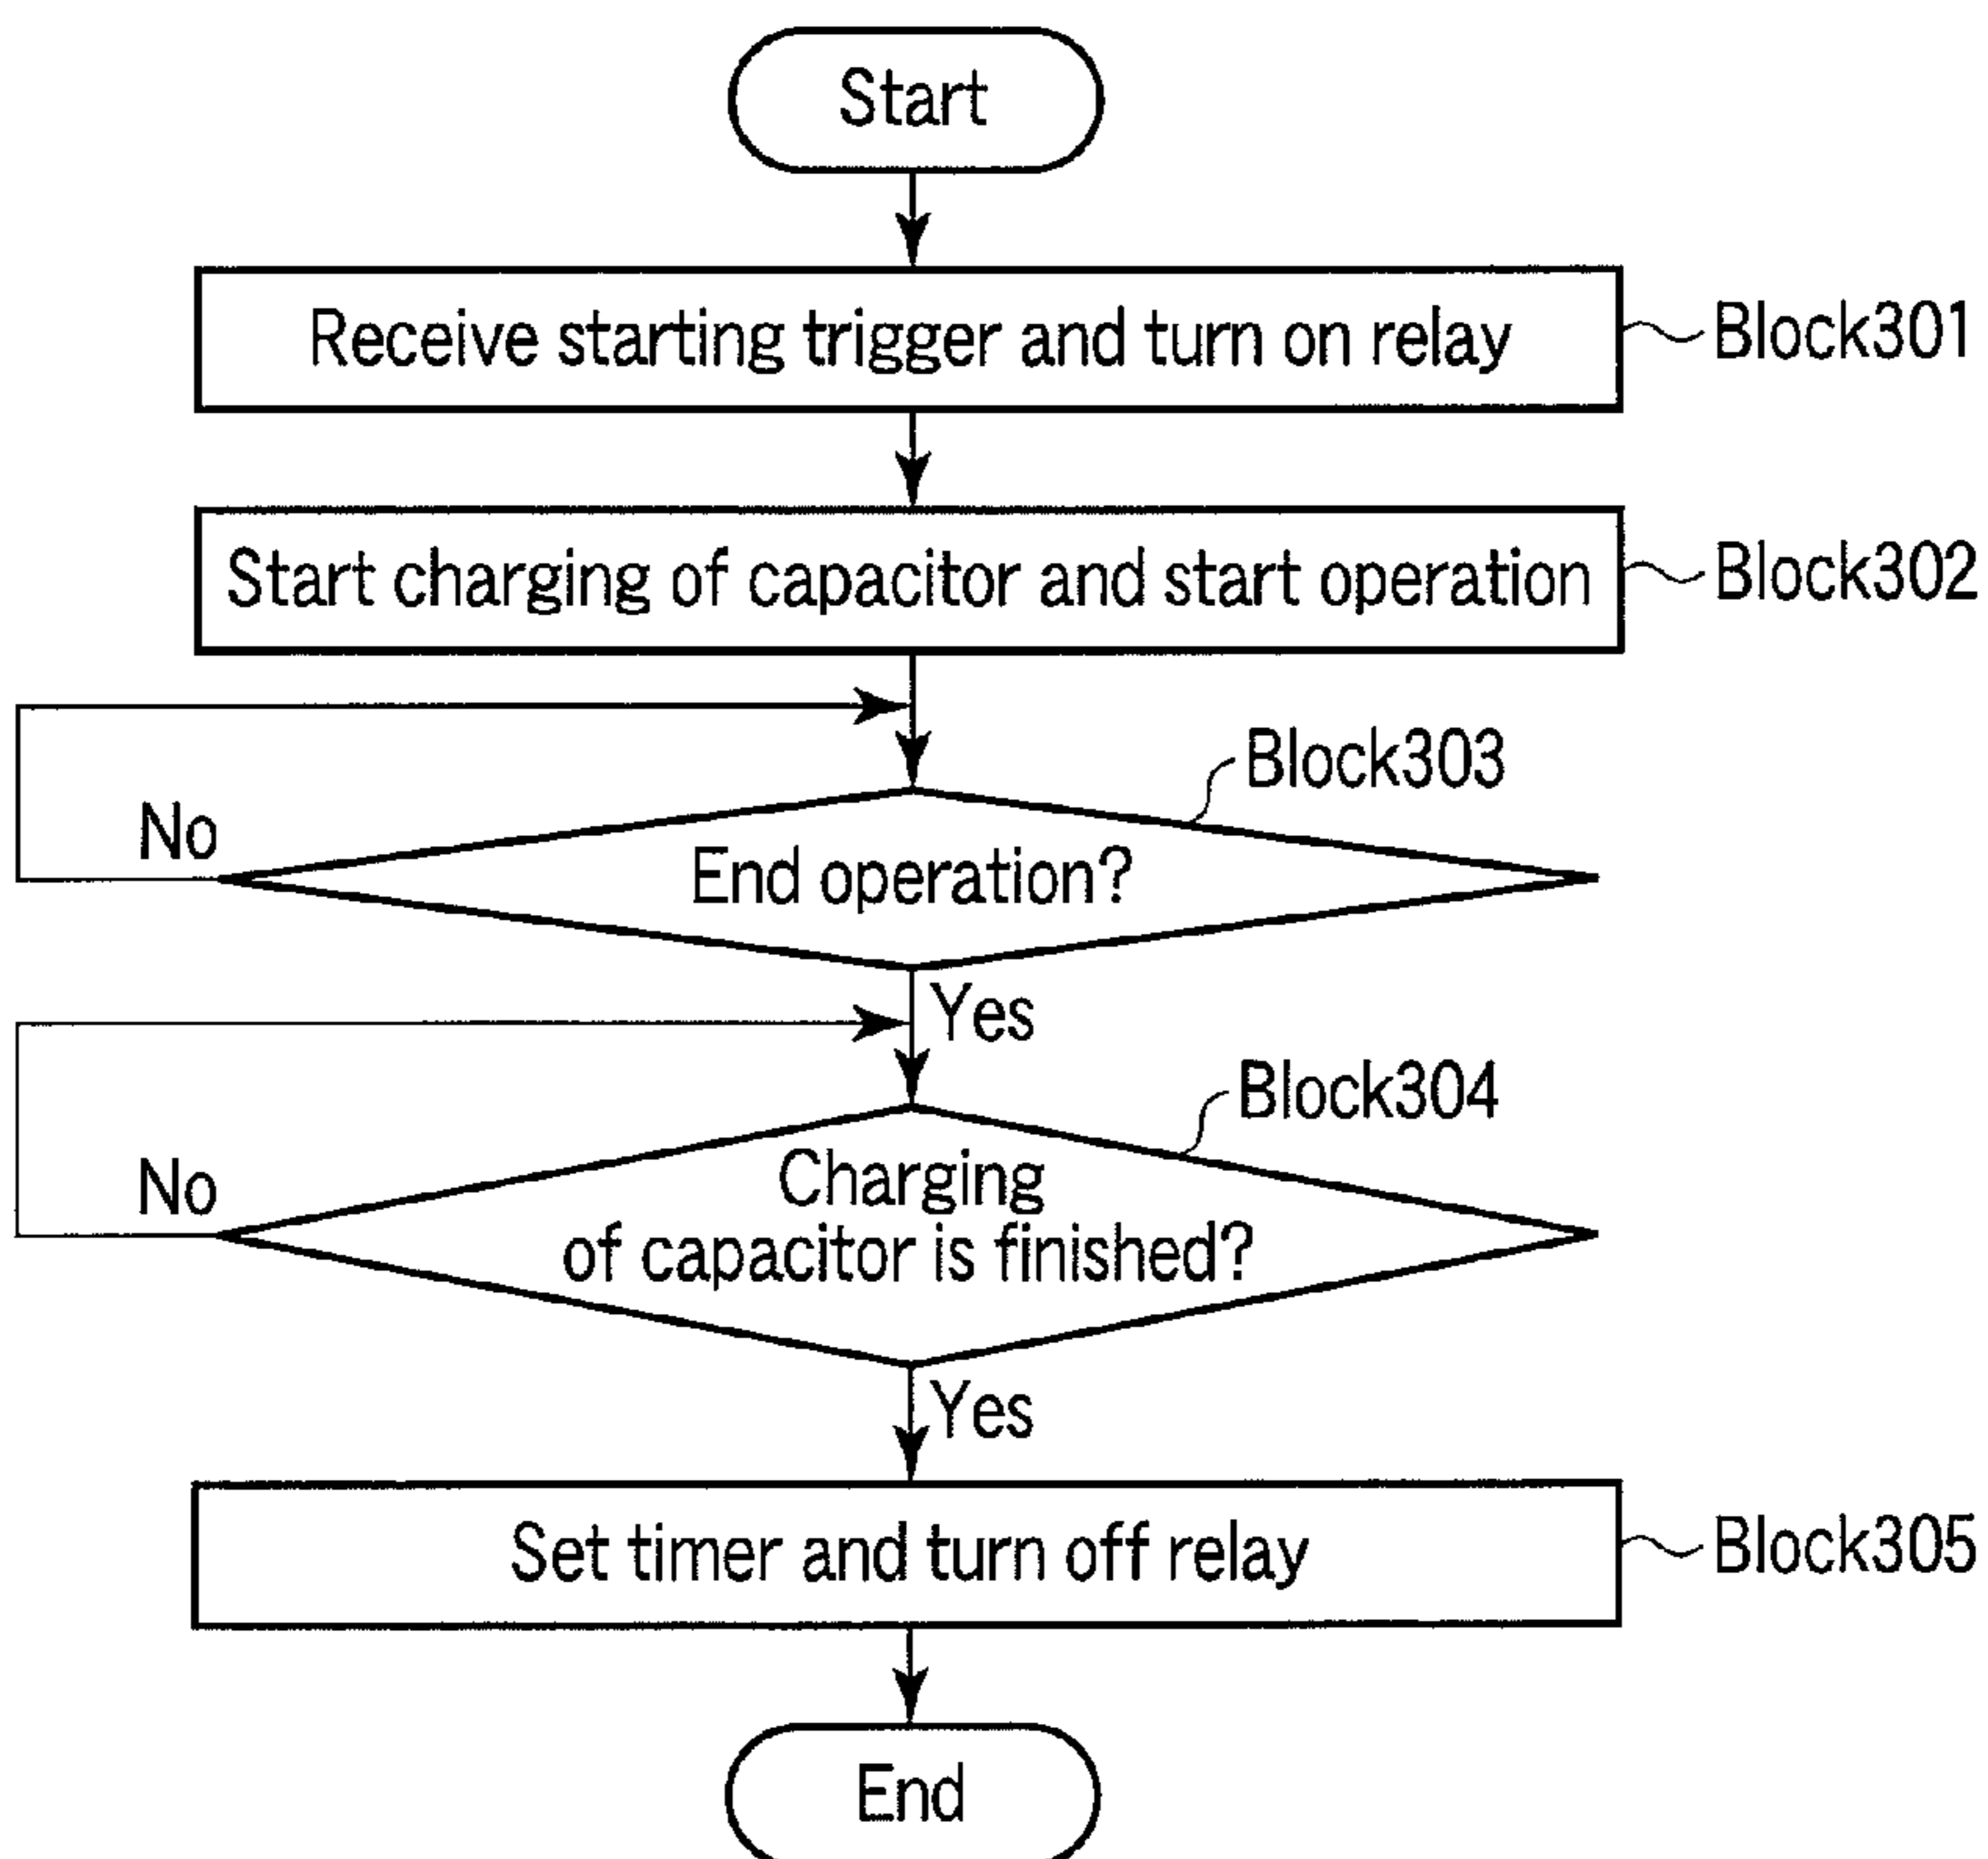 Start
Receive starting trigger and turn on relay
Block301
Start charging of capacitor and start operation
Block302
Block303
No
End operation?
Yes
Block304
No
Charging
of capacitor is finished?
Yes
Set timer and turn off relay
Block305
End